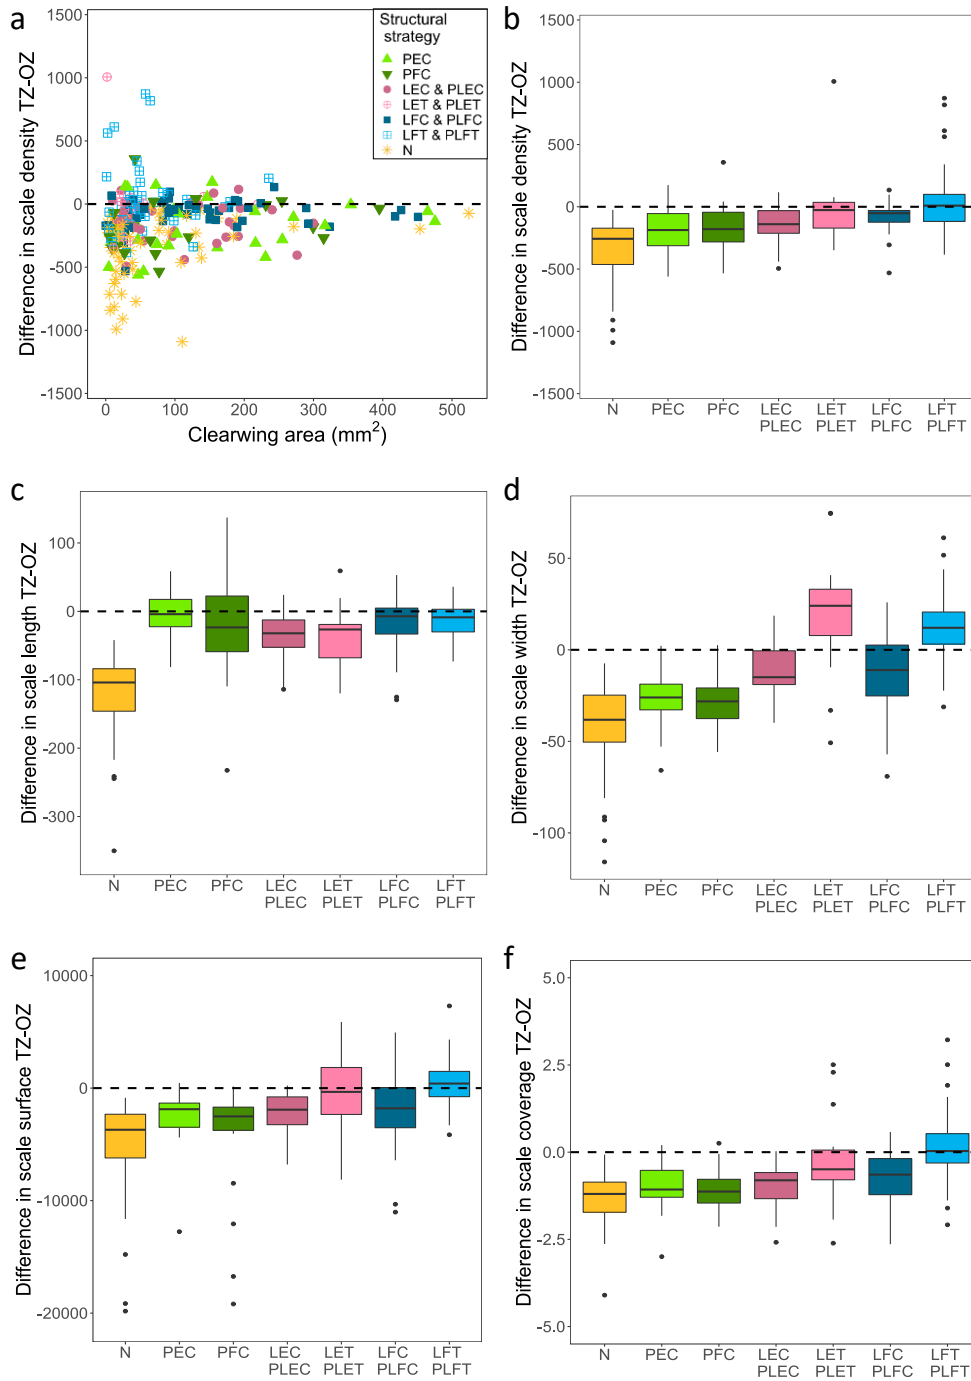 a
1500
1000
500
0
-500
-1000
-1500
Difference in scale density TZ-OZ
0
100
200
300
400
500
Clearwing area (mm²)
Structural
strategy
PEC
PFC
LEC & PLEC
LET & PLET
LFC & PLFC
LFT & PLFT
N
b
1500
1000
500
0
-500
-1000
-1500
Difference in scale density TZ-OZ
N PEC PFC LEC LET LFC LFT
PLEC PLET PLFC PLFT
c
100
0
-100
-200
-300
Difference in scale length TZ-OZ
N PEC PFC LEC LET LFC LFT
PLEC PLET PLFC PLFT
d
50
0
-50
-100
Difference in scale width TZ-OZ
N PEC PFC LEC LET LFC LFT
PLEC PLET PLFC PLFT
e
10000
0
-10000
-20000
Difference in scale surface TZ-OZ
N PEC PFC LEC LET LFC LFT
PLEC PLET PLFC PLFT
f
5.0
2.5
0.0
-2.5
-5.0
Difference in scale coverage TZ-OZ
N PEC PFC LEC LET LFC LFT
PLEC PLET PLFC PLFT